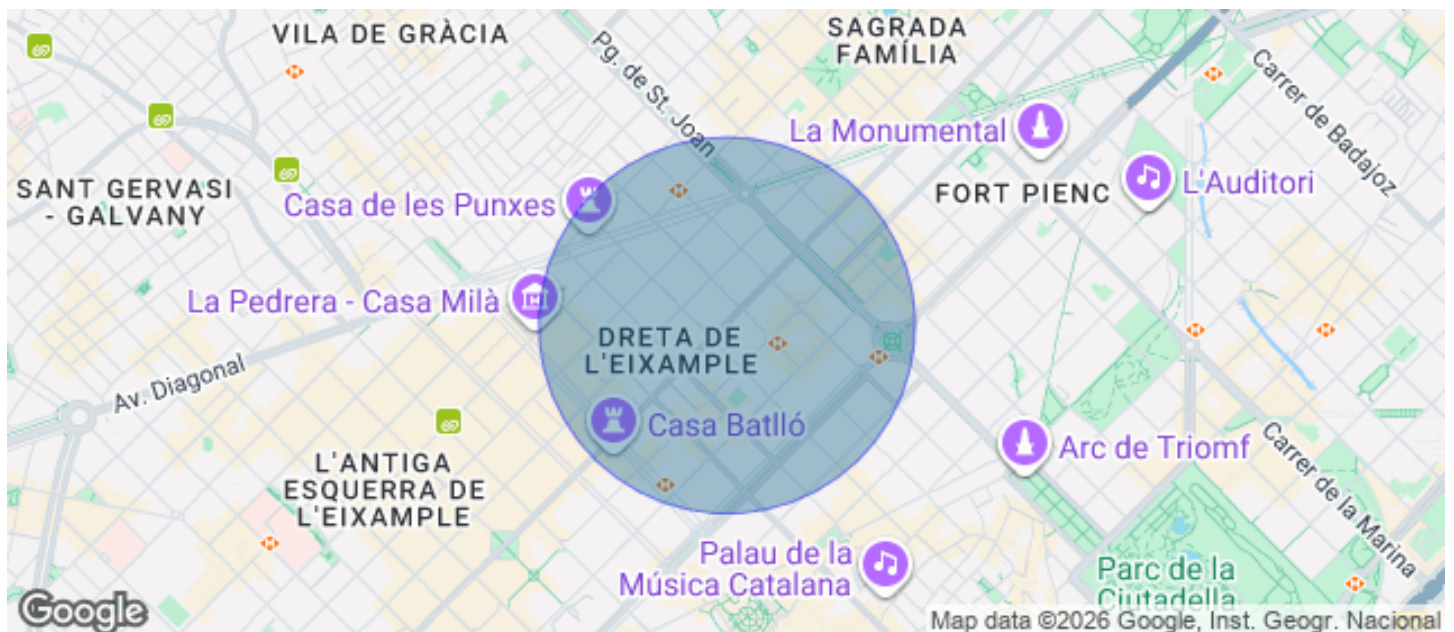 VILA DE GRÀCIA
SAGRADA
FAMÍLIA
Pg. de St. Joan
Carrer de Badajoz
La Monumental
SANT GERVASI
- GALVANY
Casa de les Punxes
FORT PIENC
L'Auditori
La Pedrera - Casa Milà
DRETA DE
L'EIXAMPLE
Av. Diagonal
Casa Batlló
L'ANTIGA
ESQUERRA DE
L'EIXAMPLE
Arc de Triomf
Carrer de la Marina
Palau de la
Música Catalana
Parc de la
Ciutadella
Google
Map data ©2026 Google, Inst. Geogr. Nacional